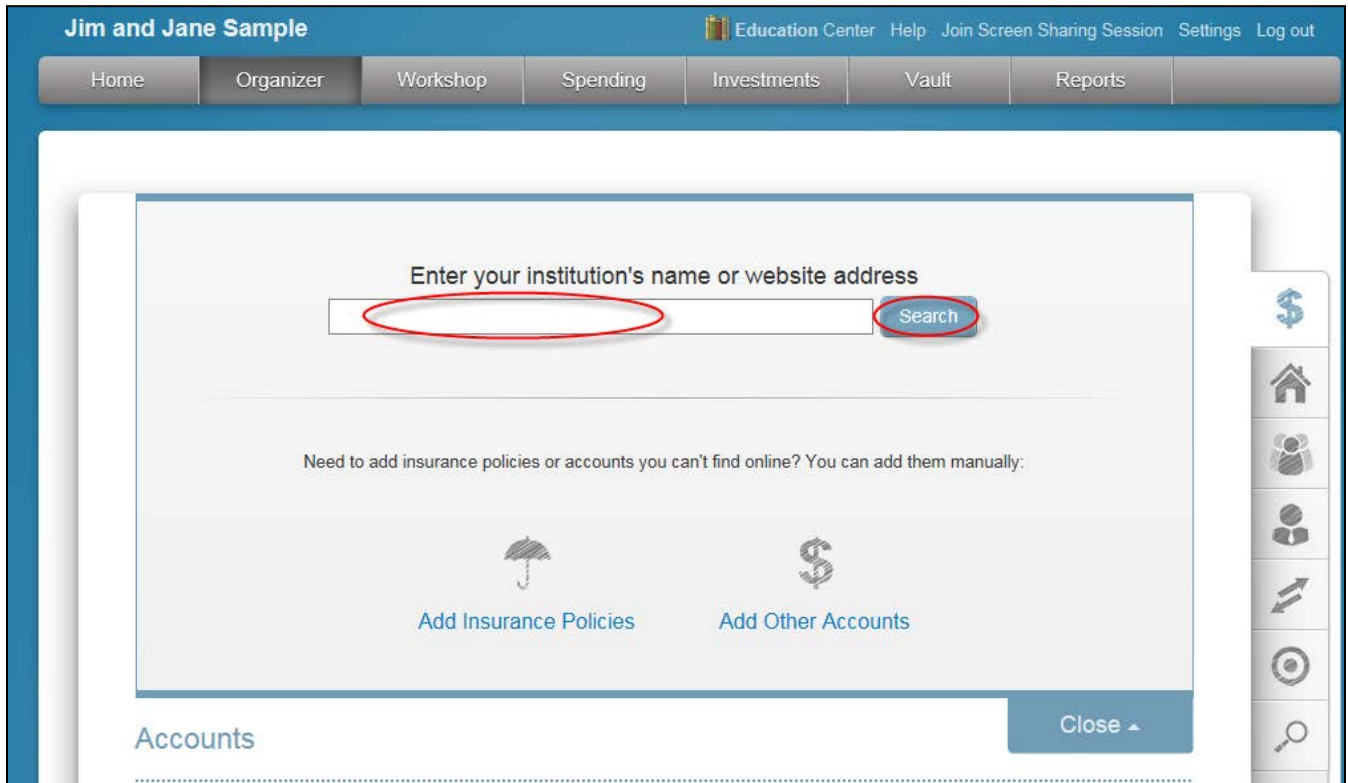 Jim and Jane Sample
Education Center Help Join Screen Sharing Session Settings Log out
Home Organizer Workshop Spending Investments Vault Reports
Enter your institution's name or website address
Search
Need to add insurance policies or accounts you can't find online? You can add them manually:
Add Insurance Policies Add Other Accounts
Close
Accounts